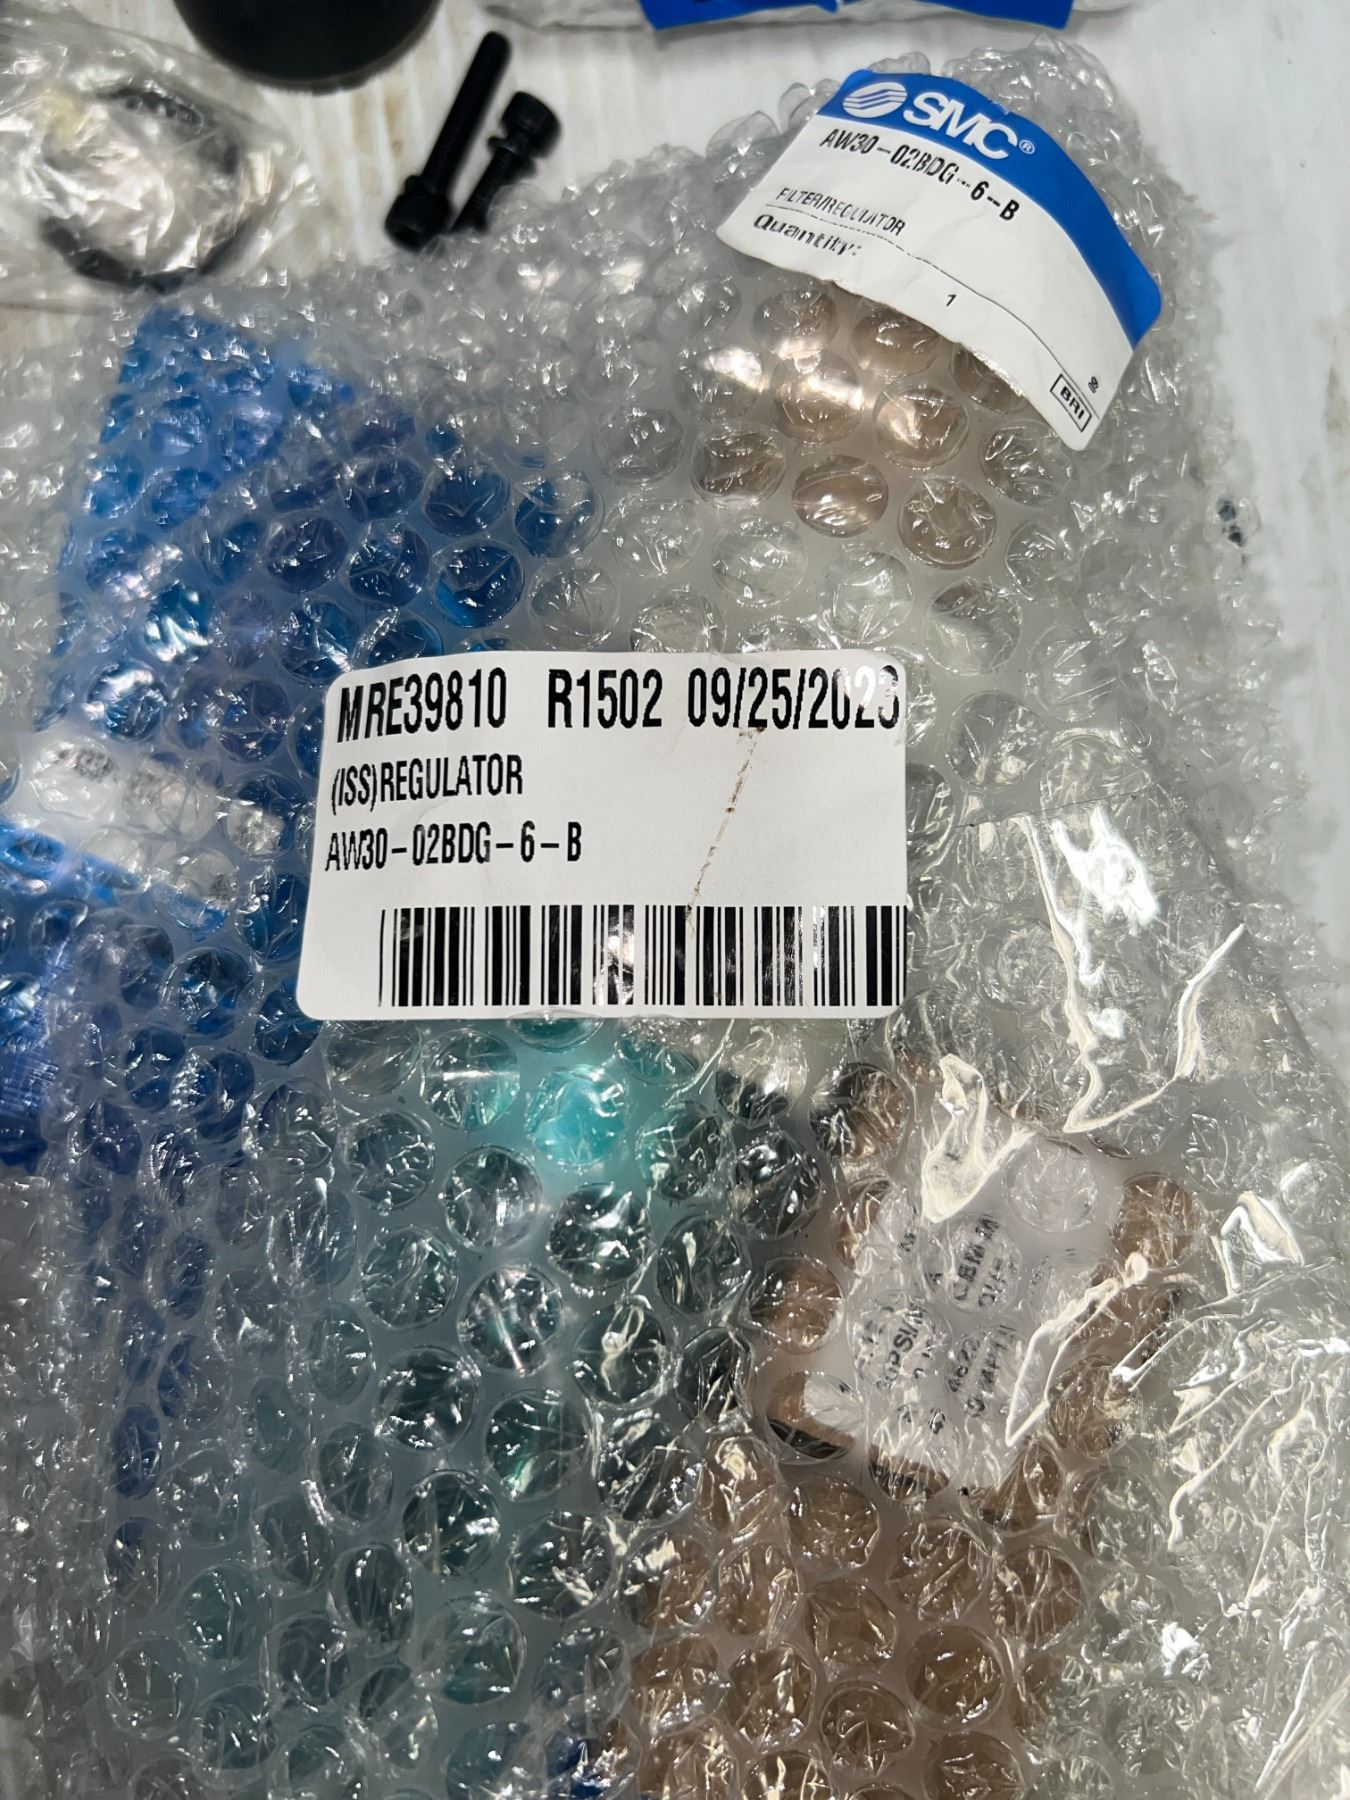 SMC®
AW30-02BDG-6-B
FILTER/REGULATOR
Quantity:
1
BRI
MRE39810 R1502 09/25/2023
(ISS)REGULATOR
AW30-02BDG-6-B